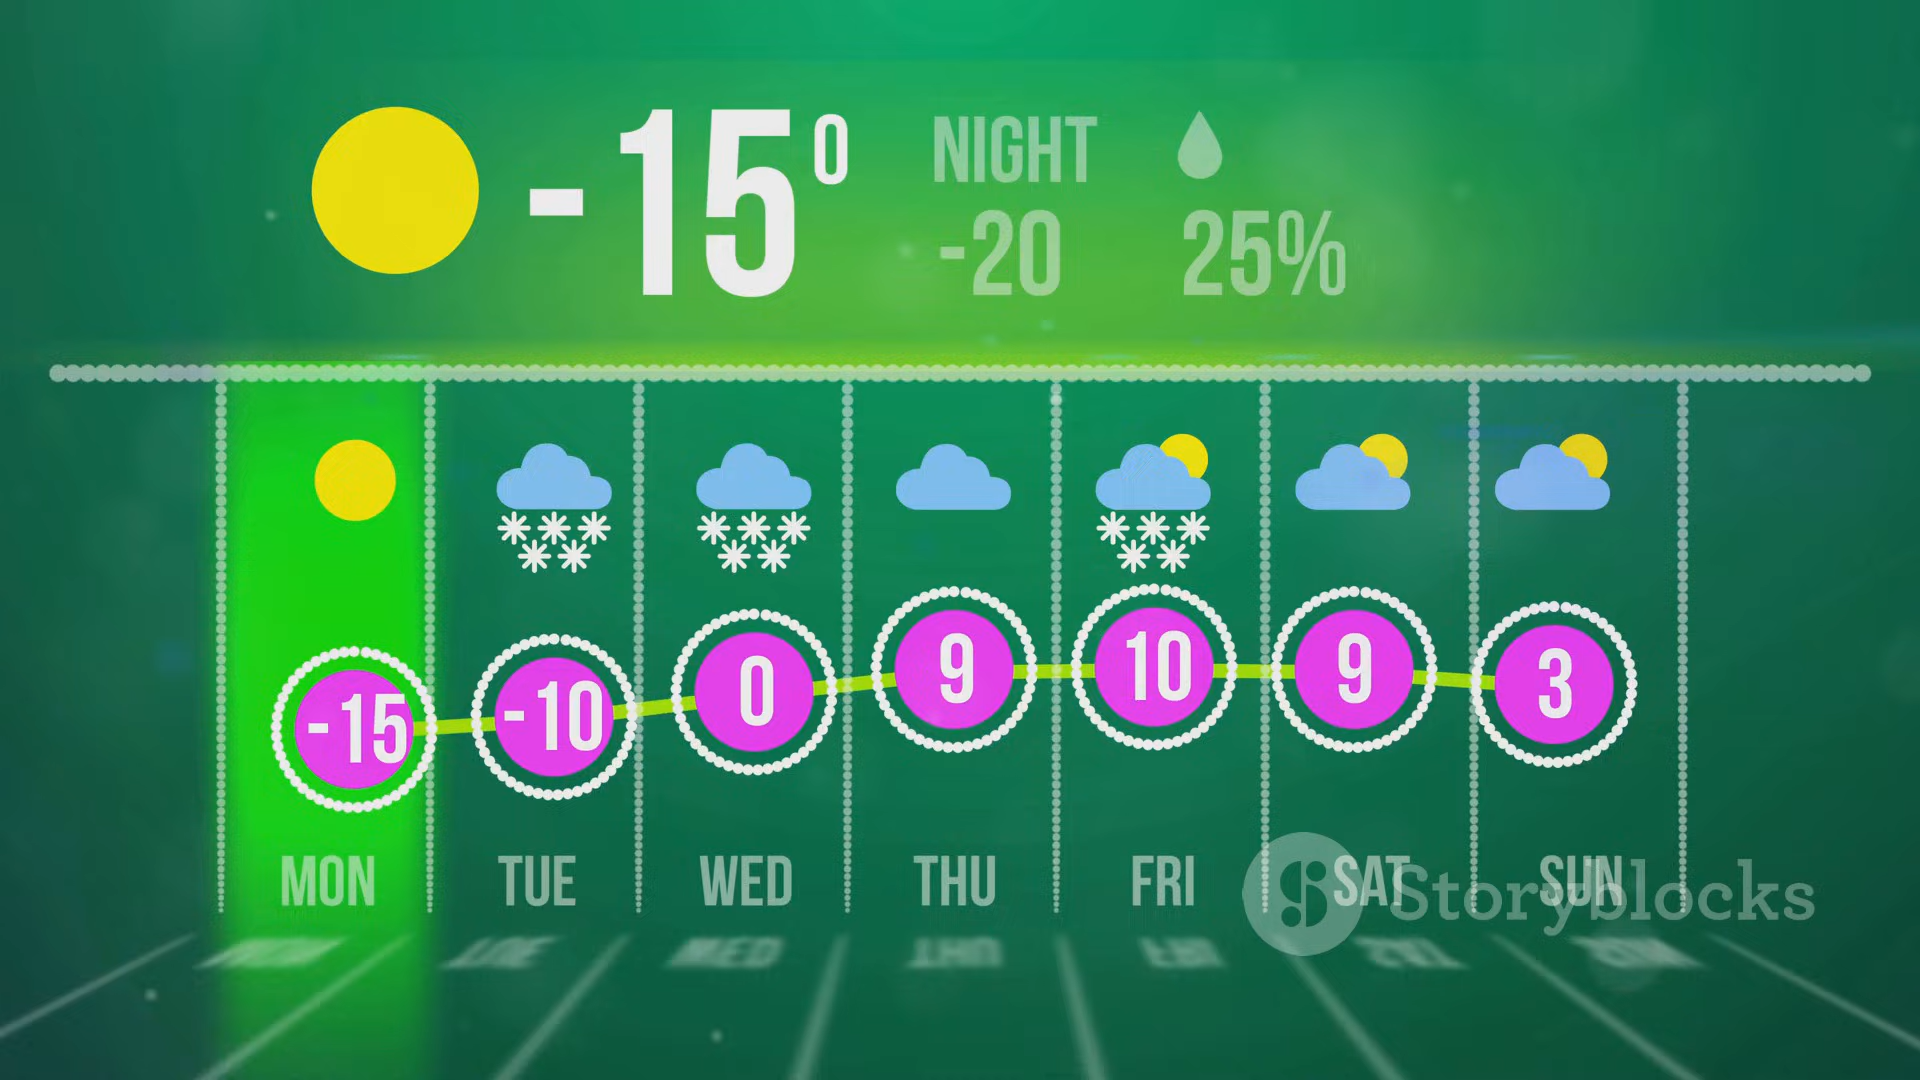 -15°
NIGHT
-20
25%
-15 -10 0 9 10 9 3
MON TUE WED THU FRI SAT SUN
Storyblocks